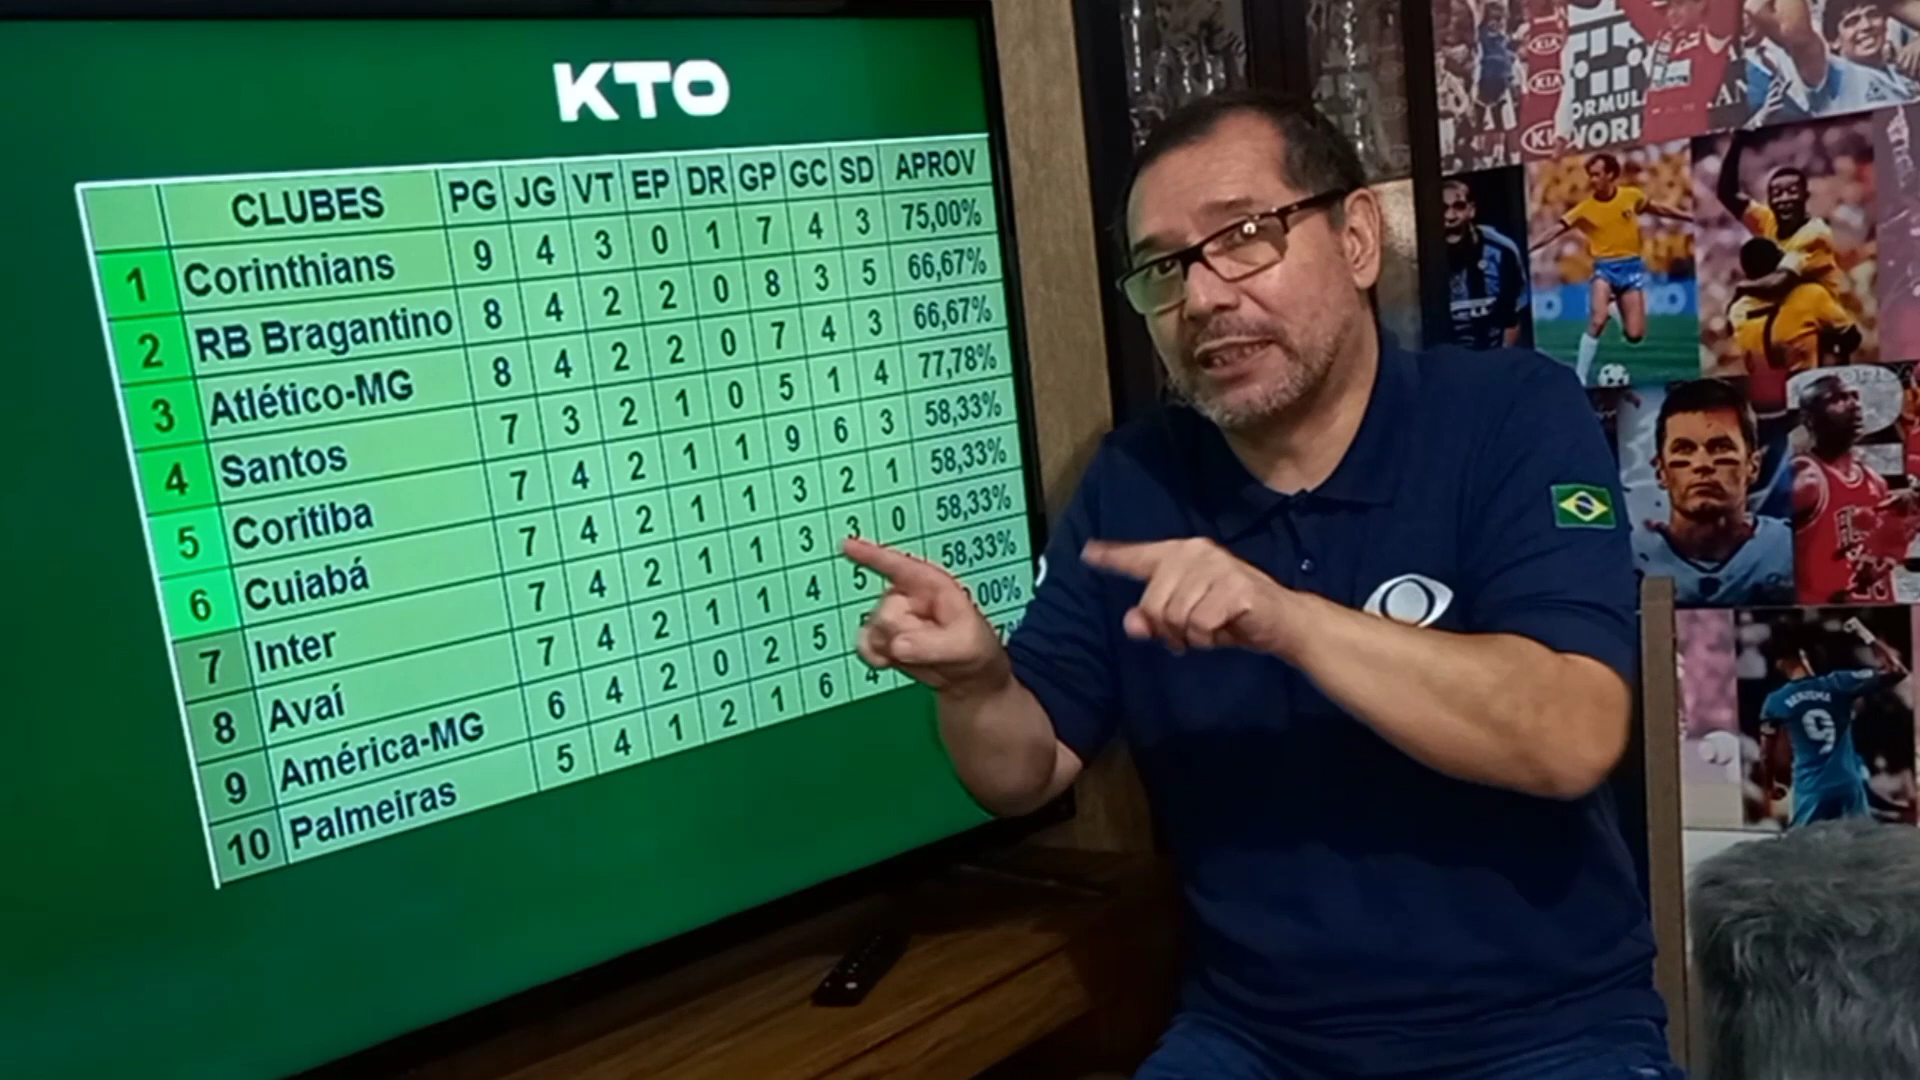 KTO
CLUBES PG JG VT EP DR GP GC SD APROV
1 Corinthians 9 4 3 0 1 7 4 3 75,00%
2 RB Bragantino 8 4 2 2 0 8 3 5 66,67%
3 Atlético-MG 8 4 2 2 0 7 4 3 66,67%
4 Santos 7 3 2 1 0 5 1 4 77,78%
5 Coritiba 7 4 2 1 1 9 6 3 58,33%
6 Cuiabá 7 4 2 1 1 3 2 1 58,33%
7 Inter 7 4 2 1 1 3 3 0 58,33%
8 Avaí 7 4 2 1 1 4 5 58,33%
9 América-MG 6 4 2 0 2 5 ,00%
10 Palmeiras 5 4 1 2 1 6 4
KIA
KIA
FORMULA
WORL
9